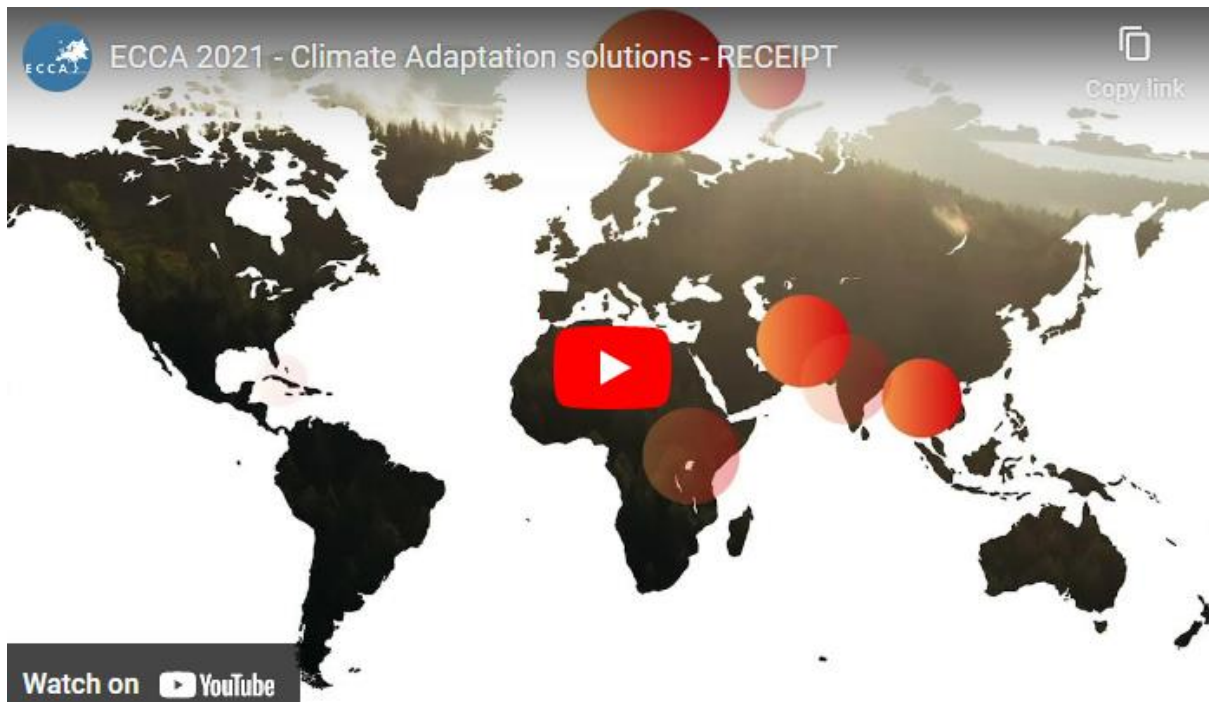 ECCA
ECCA 2021 - Climate Adaptation solutions - RECEIPT
Copy link
Watch on YouTube